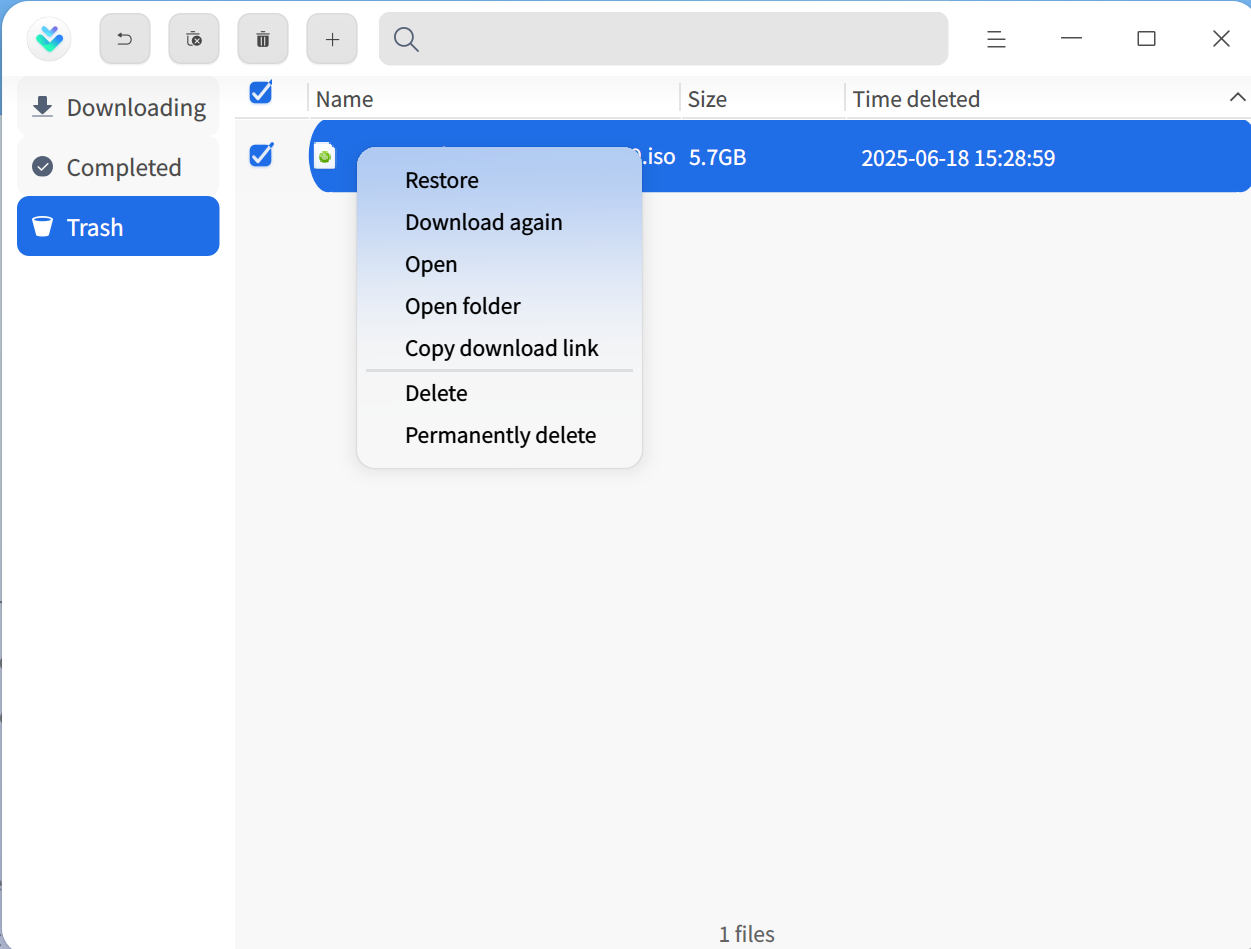 Downloading
Completed
Trash
Name Size Time deleted
.iso 5.7GB 2025-06-18 15:28:59
Restore
Download again
Open
Open folder
Copy download link
Delete
Permanently delete
1 files